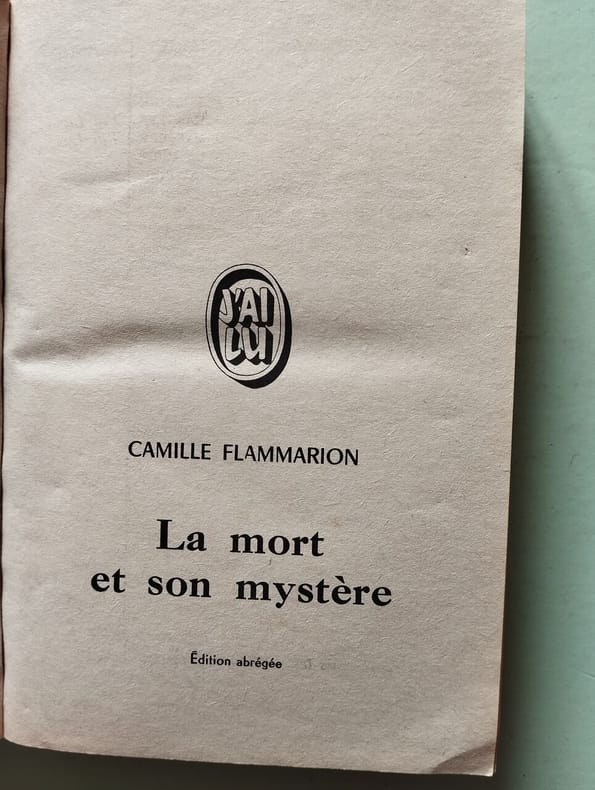 J'AI
LU
CAMILLE FLAMMARION
La mort
et son mystère
Édition abrégée